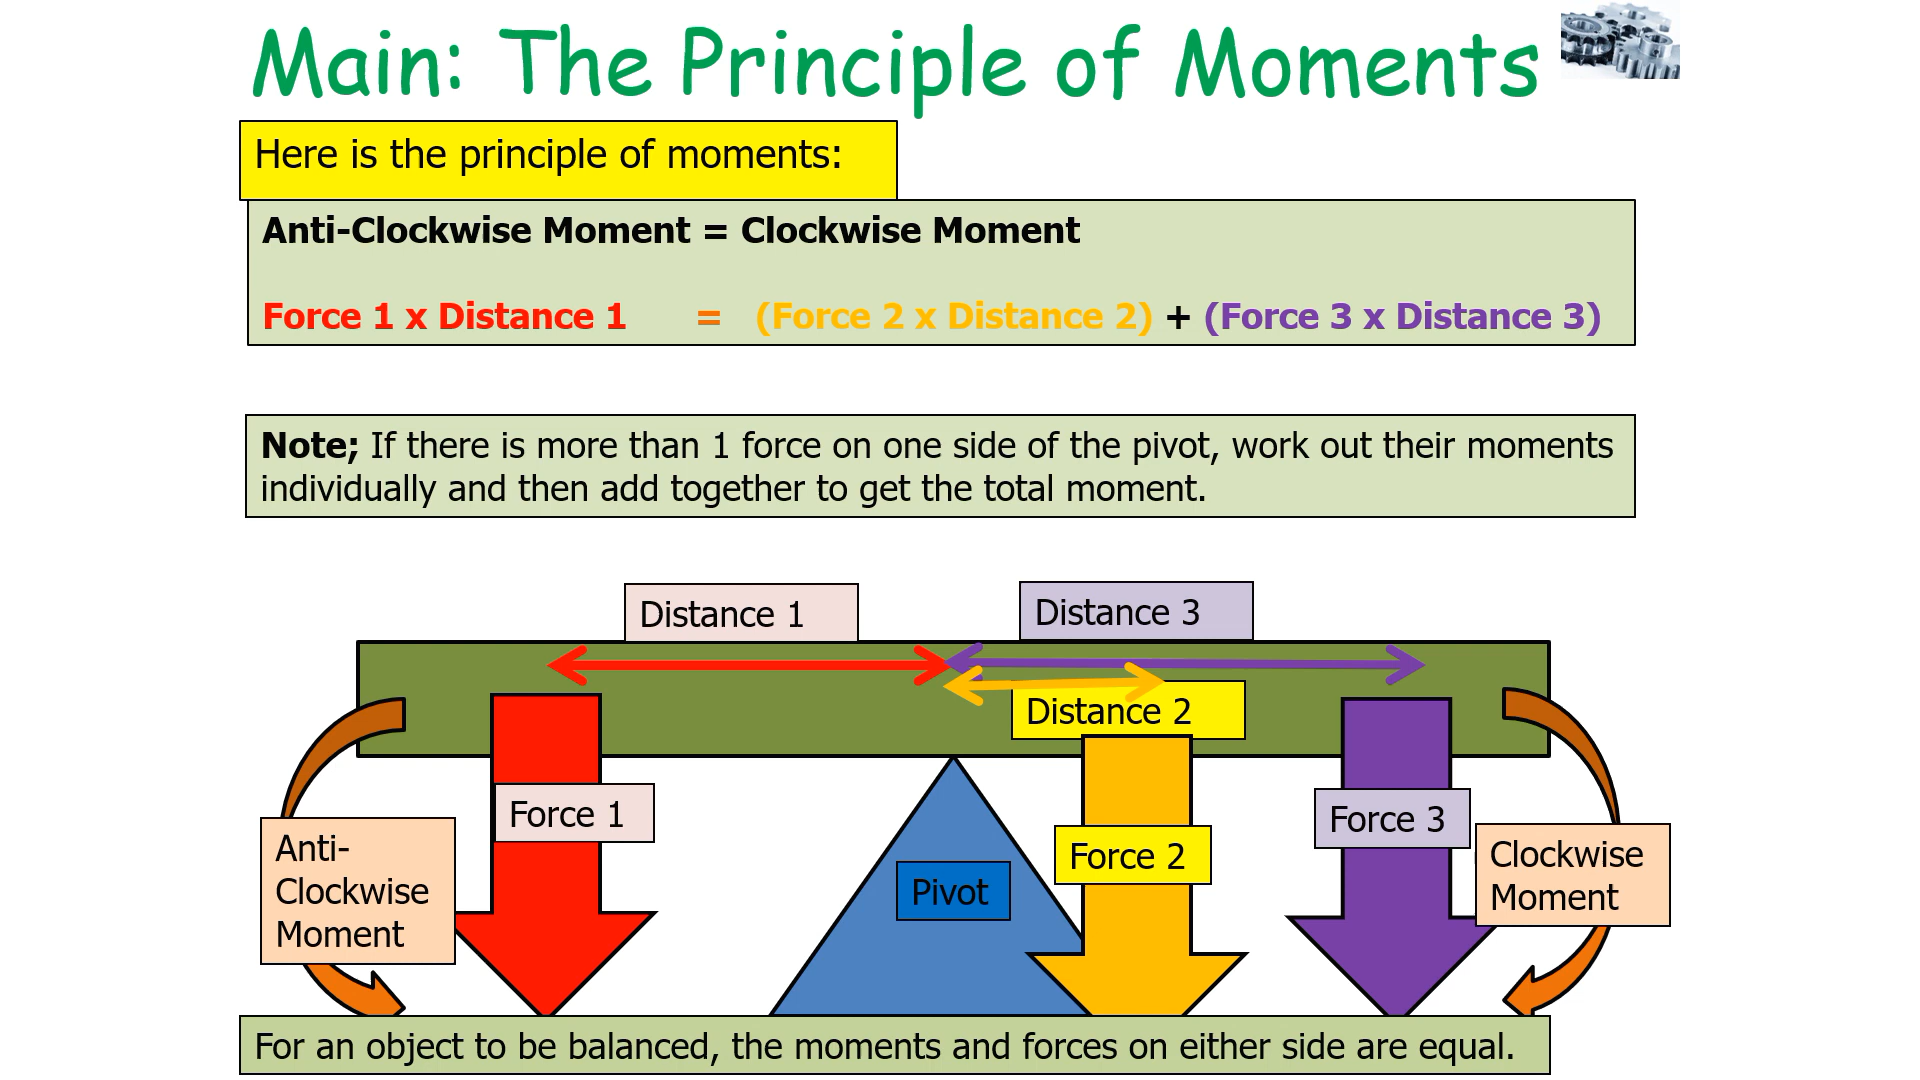 Main: The Principle of Moments
Here is the principle of moments:
Anti-Clockwise Moment = Clockwise Moment
Force 1 x Distance 1 = (Force 2 x Distance 2) + (Force 3 x Distance 3)
Note; If there is more than 1 force on one side of the pivot, work out their moments
individually and then add together to get the total moment.
Distance 1
Distance 3
Distance 2
Force 1
Force 2
Force 3
Pivot
Anti-
Clockwise
Moment
Clockwise
Moment
For an object to be balanced, the moments and forces on either side are equal.